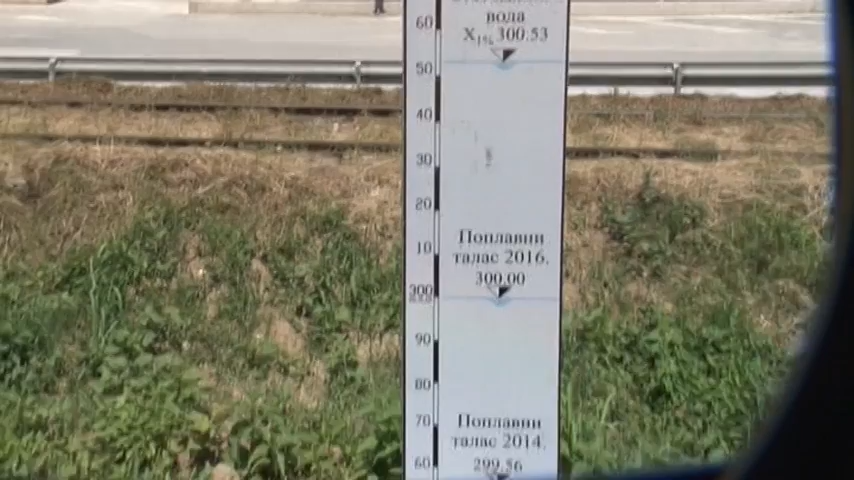 60
вода
X1% 300.53
50
40
30
20
Поплавни
10
талас 2016.
300.00
300
90
80
Поплавни
70
талас 2014.
60
299.56